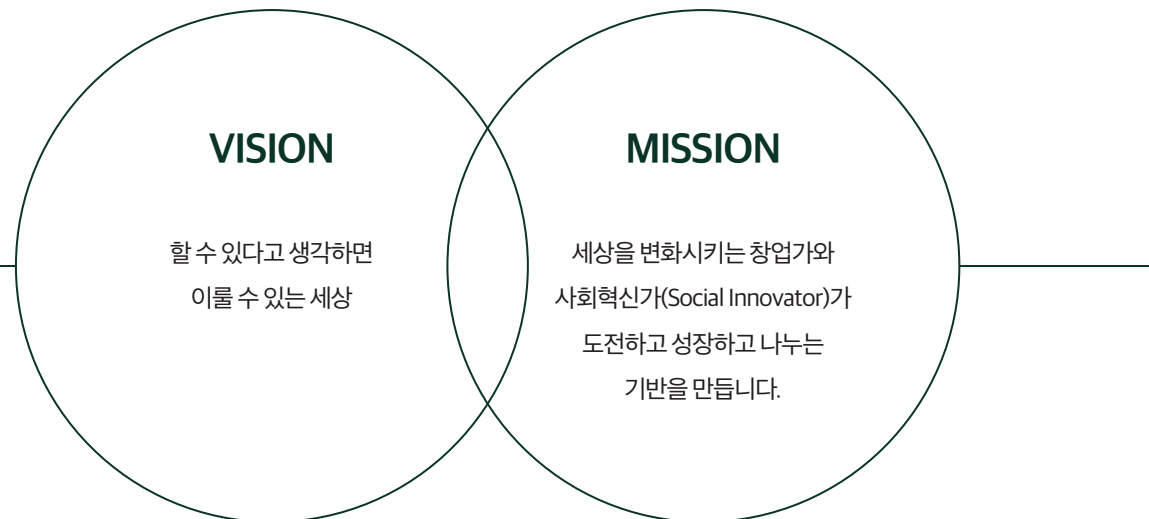 VISION
할 수 있다고 생각하면
이룰 수 있는 세상
MISSION
세상을 변화시키는 창업가와
사회혁신가(Social Innovator)가
도전하고 성장하고 나누는
기반을 만듭니다.